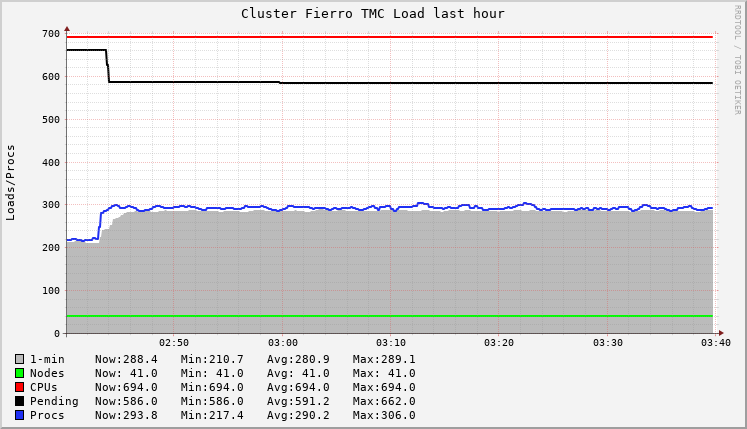 Cluster Fierro TMC Load last hour
RRDTOOL / TOBI OETIKER
Loads/Procs
700
600
500
400
300
200
100
0
02:50 03:00 03:10 03:20 03:30 03:40
1-min Now:288.4 Min:210.7 Avg:280.9 Max:289.1
Nodes Now: 41.0 Min: 41.0 Avg: 41.0 Max: 41.0
CPUs Now:694.0 Min:694.0 Avg:694.0 Max:694.0
Pending Now:586.0 Min:586.0 Avg:591.2 Max:662.0
Procs Now:293.8 Min:217.4 Avg:290.2 Max:306.0